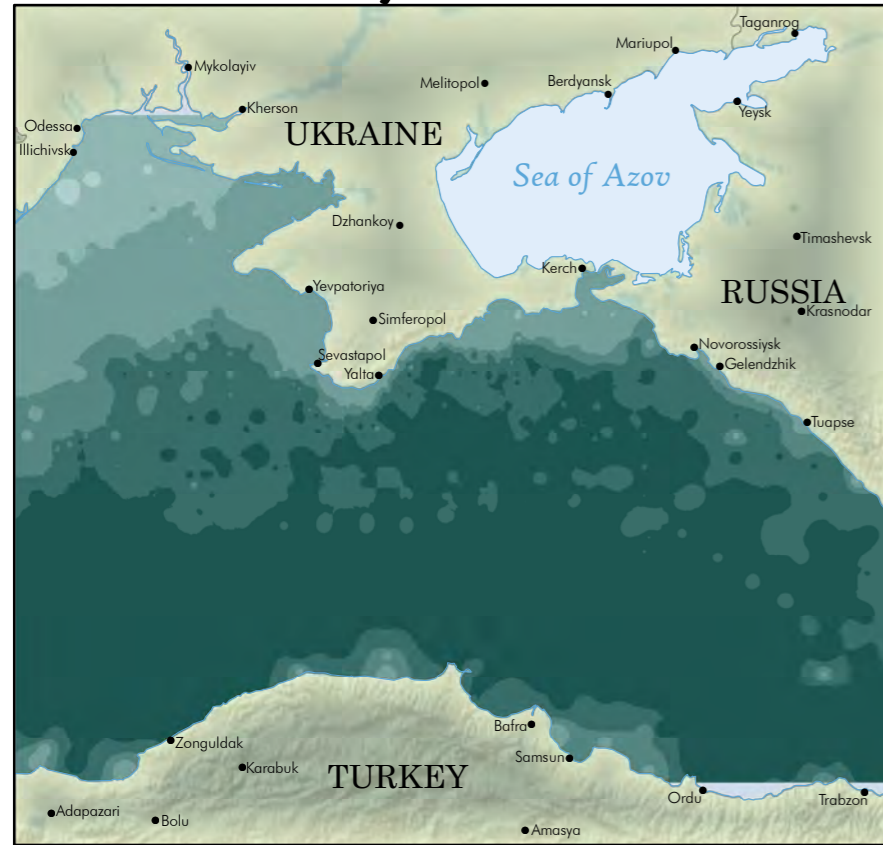 Taganrog
Mariupol
Mykolayiv
Melitopol
Berdyansk
Yeysk
Kherson
Odessa
UKRAINE
Illichivsk
Sea of Azov
Dzhankoy
Timashevsk
Kerch
Yevpatoriya
RUSSIA
Simferopol
Krasnodar
Novorossiysk
Sevastapol
Gelendzhik
Yalta
Tuapse
Bafra
Zonguldak
Samsun
Karabuk
TURKEY
Ordu
Trabzon
Adapazari
Bolu
Amasya